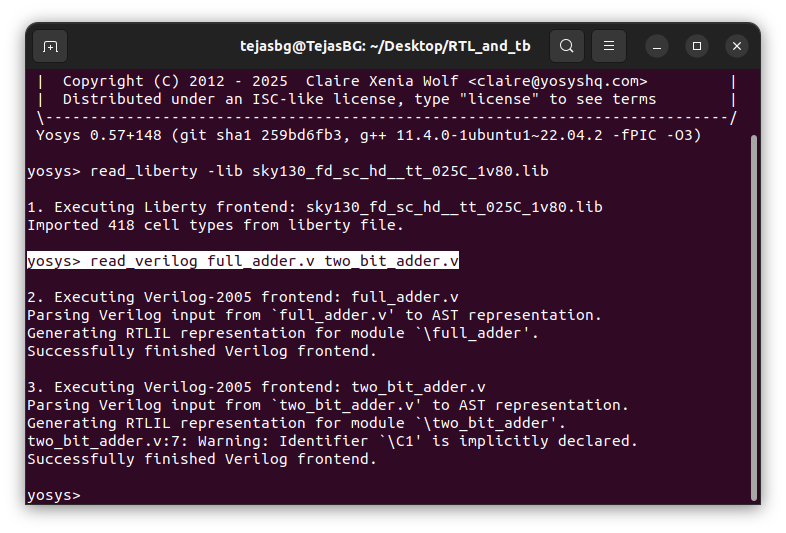 tejasbg@TejasBG: ~/Desktop/RTL_and_tb
|  Copyright (C) 2012 - 2025  Claire Xenia Wolf <claire@yosyshq.com>         |
|  Distributed under an ISC-like license, type "license" to see terms        |
\----------------------------------------------------------------------------/
Yosys 0.57+148 (git sha1 259bd6fb3, g++ 11.4.0-1ubuntu1~22.04.2 -fPIC -O3)
yosys> read_liberty -lib sky130_fd_sc_hd__tt_025C_1v80.lib
1. Executing Liberty frontend: sky130_fd_sc_hd__tt_025C_1v80.lib
Imported 418 cell types from liberty file.
yosys> read_verilog full_adder.v two_bit_adder.v
2. Executing Verilog-2005 frontend: full_adder.v
Parsing Verilog input from `full_adder.v' to AST representation.
Generating RTLIL representation for module `\full_adder'.
Successfully finished Verilog frontend.
3. Executing Verilog-2005 frontend: two_bit_adder.v
Parsing Verilog input from `two_bit_adder.v' to AST representation.
Generating RTLIL representation for module `\two_bit_adder'.
two_bit_adder.v:7: Warning: Identifier `\C1' is implicitly declared.
Successfully finished Verilog frontend.
yosys>